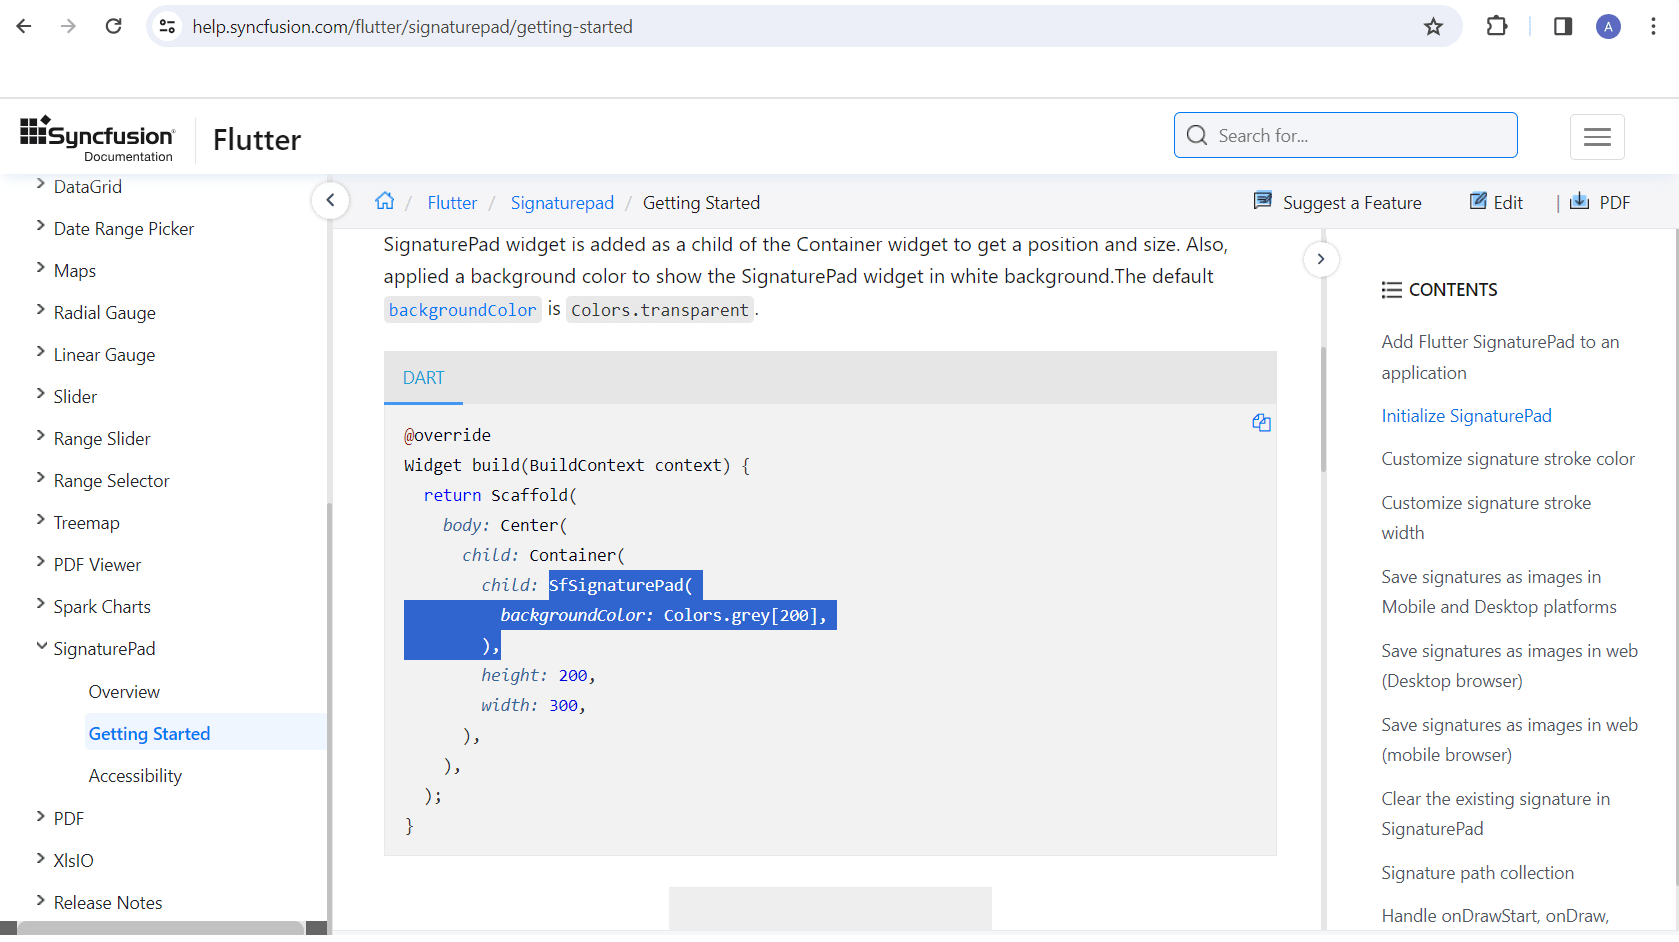 help.syncfusion.com/flutter/signaturepad/getting-started
A
Syncfusion
Documentation
Flutter
Search for...
DataGrid
Date Range Picker
Maps
Radial Gauge
Linear Gauge
Slider
Range Slider
Range Selector
Treemap
PDF Viewer
Spark Charts
SignaturePad
Overview
Getting Started
Accessibility
PDF
XlsIO
Release Notes
/ Flutter / Signaturepad / Getting Started
Suggest a Feature
Edit
| PDF
SignaturePad widget is added as a child of the Container widget to get a position and size. Also,
applied a background color to show the SignaturePad widget in white background.The default
backgroundColor is Colors.transparent.
DART
@override
Widget build(BuildContext context) {
return Scaffold(
body: Center(
child: Container(
child: SfSignaturePad(
backgroundColor: Colors.grey[200],
),
height: 200,
width: 300,
),
),
);
}
CONTENTS
Add Flutter SignaturePad to an
application
Initialize SignaturePad
Customize signature stroke color
Customize signature stroke
width
Save signatures as images in
Mobile and Desktop platforms
Save signatures as images in web
(Desktop browser)
Save signatures as images in web
(mobile browser)
Clear the existing signature in
SignaturePad
Signature path collection
Handle onDrawStart, onDraw,